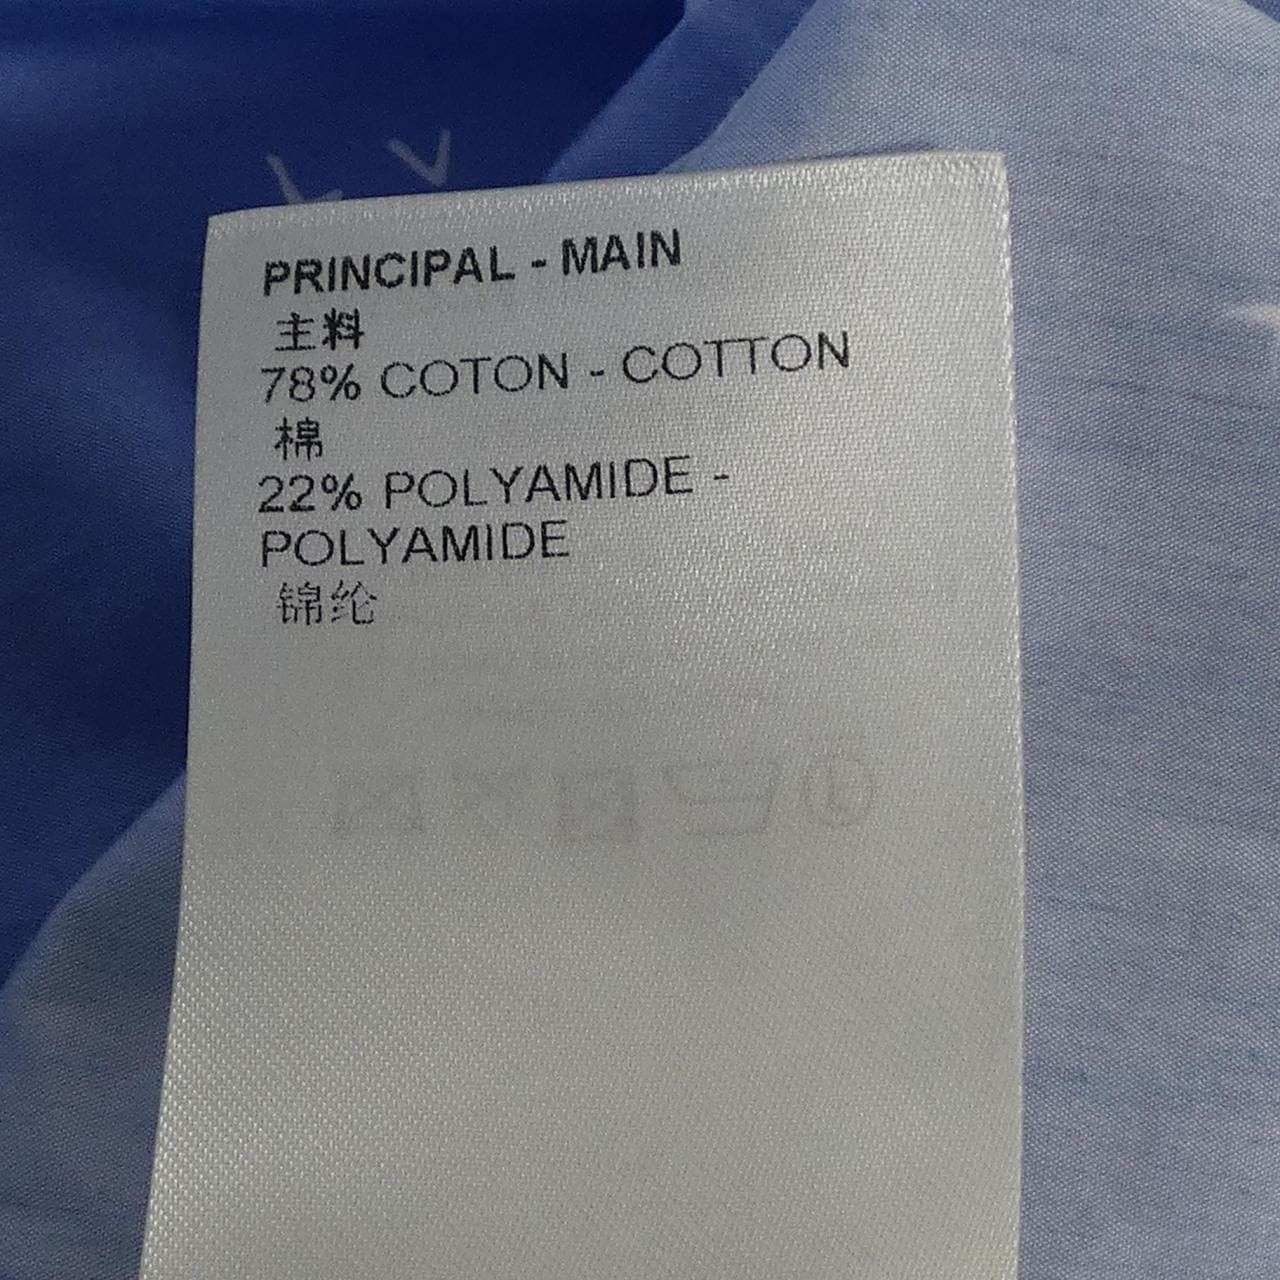 L V
PRINCIPAL - MAIN
主料
78% COTON - COTTON
棉
22% POLYAMIDE -
POLYAMIDE
锦纶